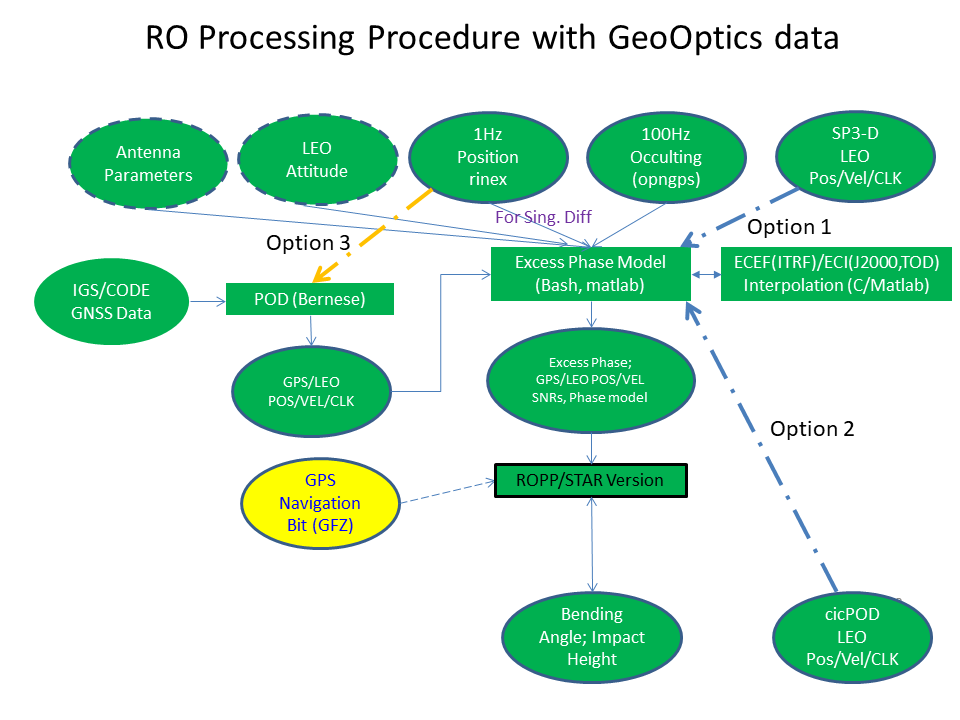 RO Processing Procedure with GeoOptics data
Antenna
Parameters
LEO
Attitude
1Hz
Position
rinex
100Hz
Occulting
(opngps)
SP3-D
LEO
Pos/Vel/CLK
For Sing. Diff
Option 1
Option 3
IGS/CODE
GNSS Data
POD (Bernese)
Excess Phase Model
(Bash, matlab)
ECEF(ITRF)/ECI(J2000,TOD)
Interpolation (C/Matlab)
GPS/LEO
POS/VEL/CLK
Excess Phase;
GPS/LEO POS/VEL
SNRs, Phase model
Option 2
GPS
Navigation
Bit (GFZ)
ROPP/STAR Version
Bending
Angle; Impact
Height
cicPOD
LEO
Pos/Vel/CLK